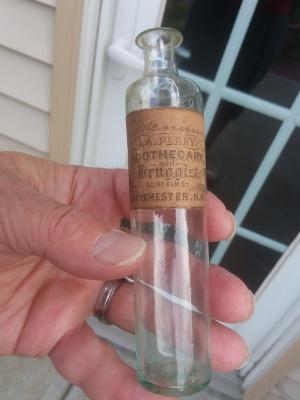 PERRY,
APOTHECARY
and
Druggist,
ELM ST.
MANCHESTER, N.H.